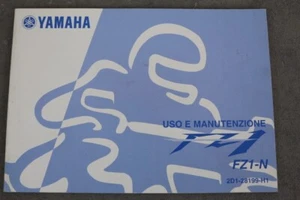 YAMAHA
USO E MANUTENZIONE
FZ1
FZ1-N
2D1-28199-H1